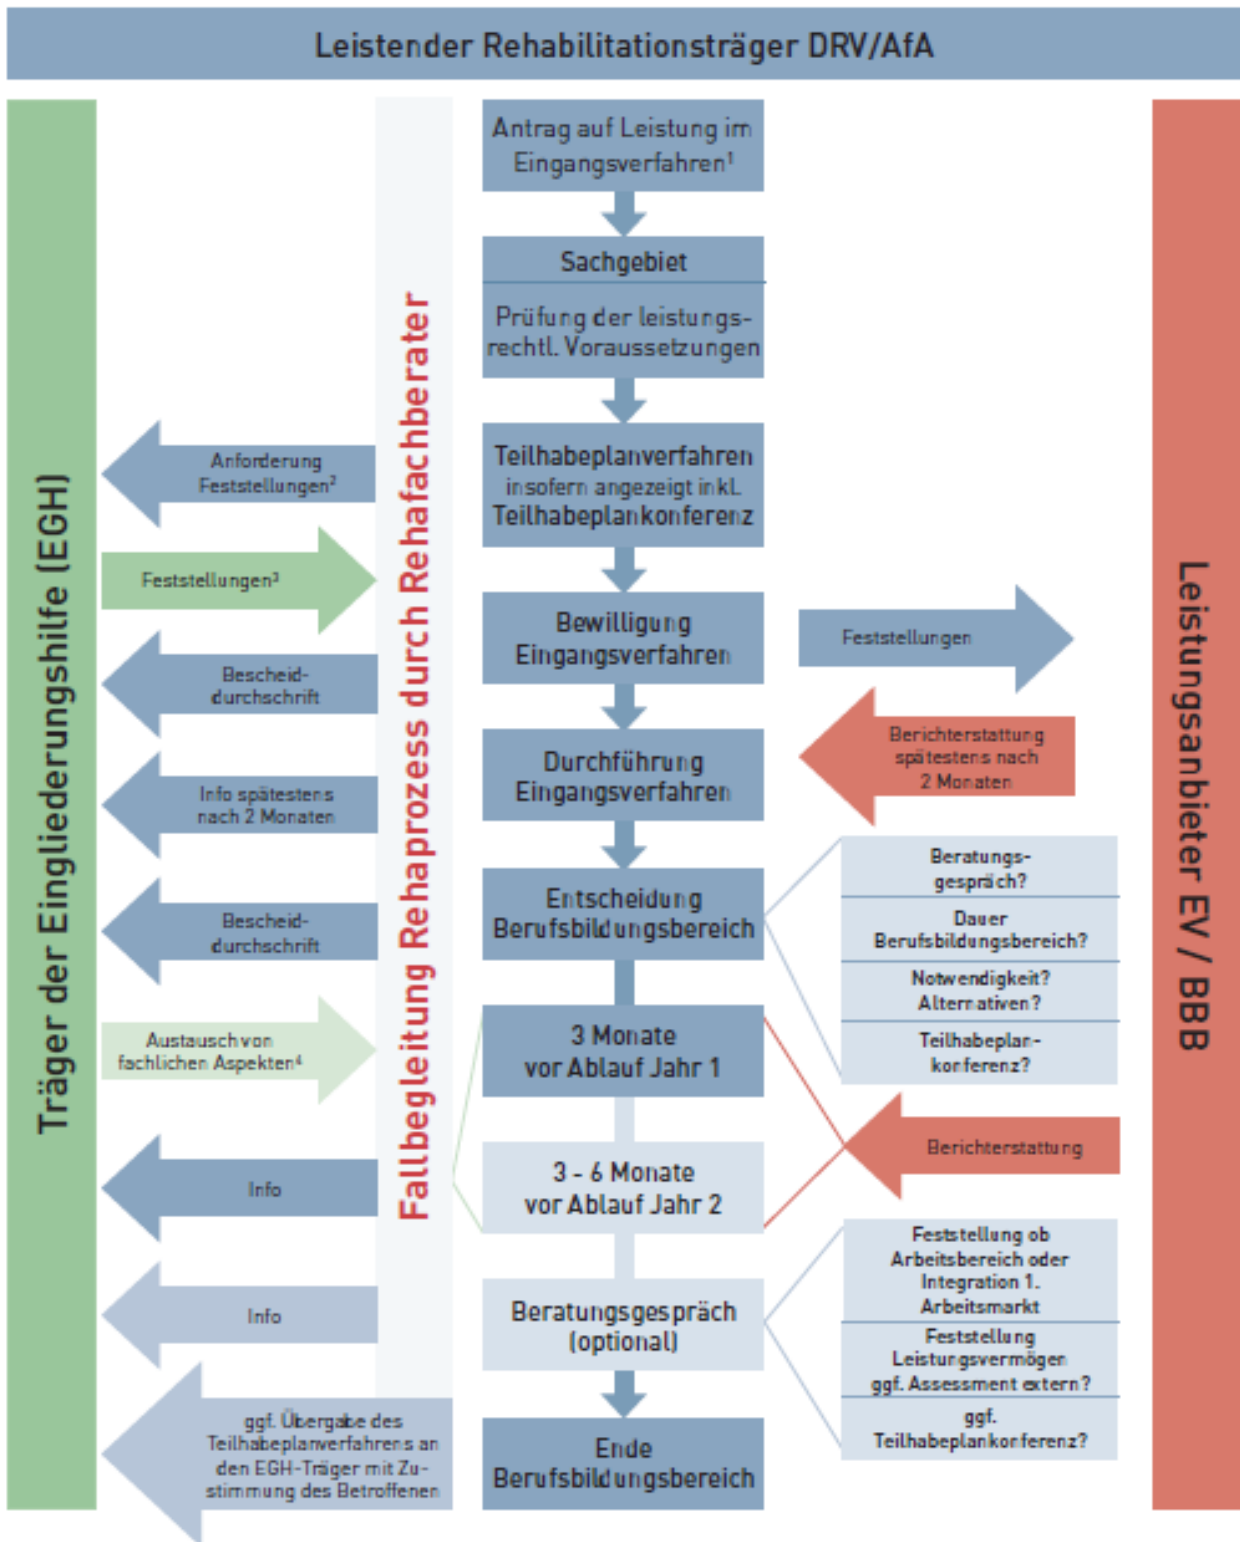 Leistender Rehabilitationsträger DRV/AfA
Träger der Eingliederungshilfe (EGH)
Anforderung
Feststellungen²
Feststellungen³
Bescheid-
durchschrift
Info spätestens
nach 2 Monaten
Bescheid-
durchschrift
Austausch von
fachlichen Aspekten⁴
Info
Info
ggf. Übergabe des
Teilhabeplanverfahrens an
den EGH-Träger mit Zu-
stimmung des Betroffenen
Fallbegleitung Rehaprozess durch Rehafachberater
Antrag auf Leistung im
Eingangsverfahren¹
Sachgebiet
Prüfung der leistungs-
rechtl. Voraussetzungen
Teilhabeplanverfahren
insofern angezeigt inkl.
Teilhabeplankonferenz
Bewilligung
Eingangsverfahren
Durchführung
Eingangsverfahren
Entscheidung
Berufsbildungsbereich
3 Monate
vor Ablauf Jahr 1
3 - 6 Monate
vor Ablauf Jahr 2
Beratungsgespräch
(optional)
Ende
Berufsbildungsbereich
Feststellungen
Berichterstattung
spätestens nach
2 Monaten
Beratungs-
gespräch?
Dauer
Berufsbildungsbereich?
Notwendigkeit?
Alternativen?
Teilhabeplan-
konferenz?
Berichterstattung
Feststellung ob
Arbeitsbereich oder
Integration 1.
Arbeitsmarkt
Feststellung
Leistungsvermögen
ggf. Assessment extern?
ggf.
Teilhabeplankonferenz?
Leistungsanbieter EV / BBB